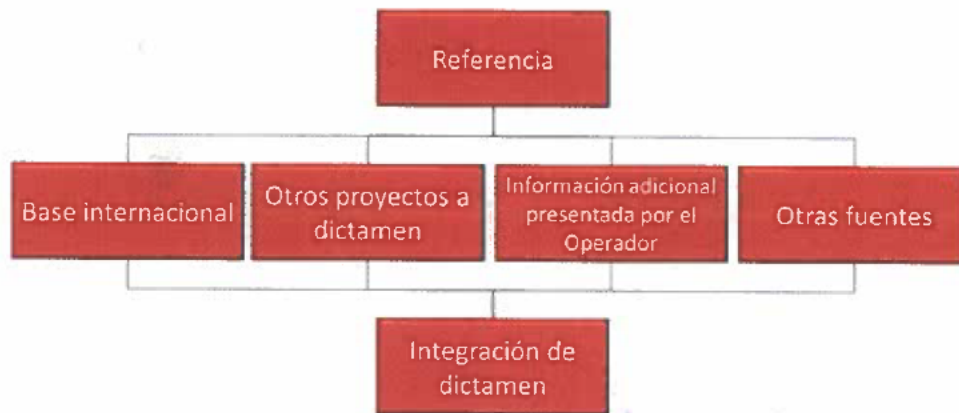 Referencia
Base internacional
Otros proyectos a
dictamen
Información adicional
presentada por el
Operador
Otras fuentes
Integración de
dictamen